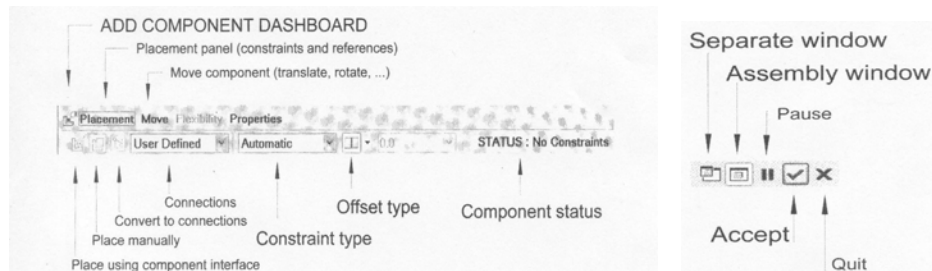 ADD COMPONENT DASHBOARD
Placement panel (constraints and references)
Move component (translate, rotate, ...)
Placement Move Flexibility Properties
User Defined Automatic 0.0 STATUS : No Constraints
Connections
Convert to connections
Place manually
Place using component interface
Constraint type
Offset type
Component status
Separate window
Assembly window
Pause
Accept
Quit